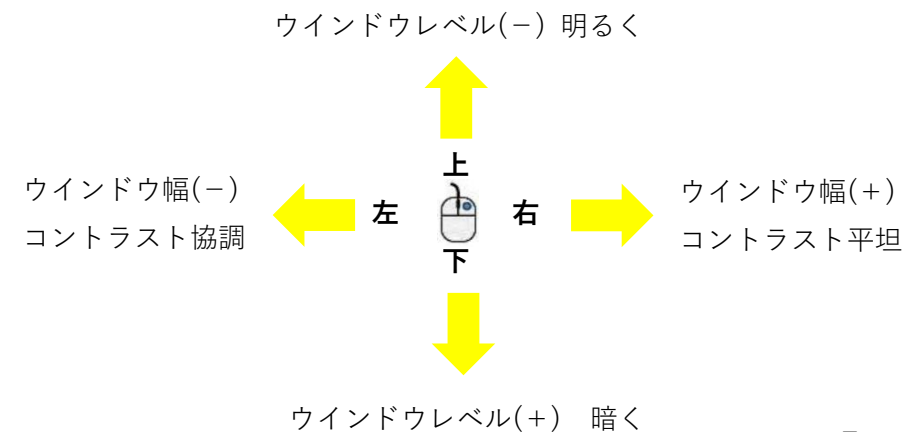 ウインドウレベル(－) 明るく
上
ウインドウ幅(－)
コントラスト協調
左
右
ウインドウ幅(＋)
コントラスト平坦
下
ウインドウレベル(＋)　暗く